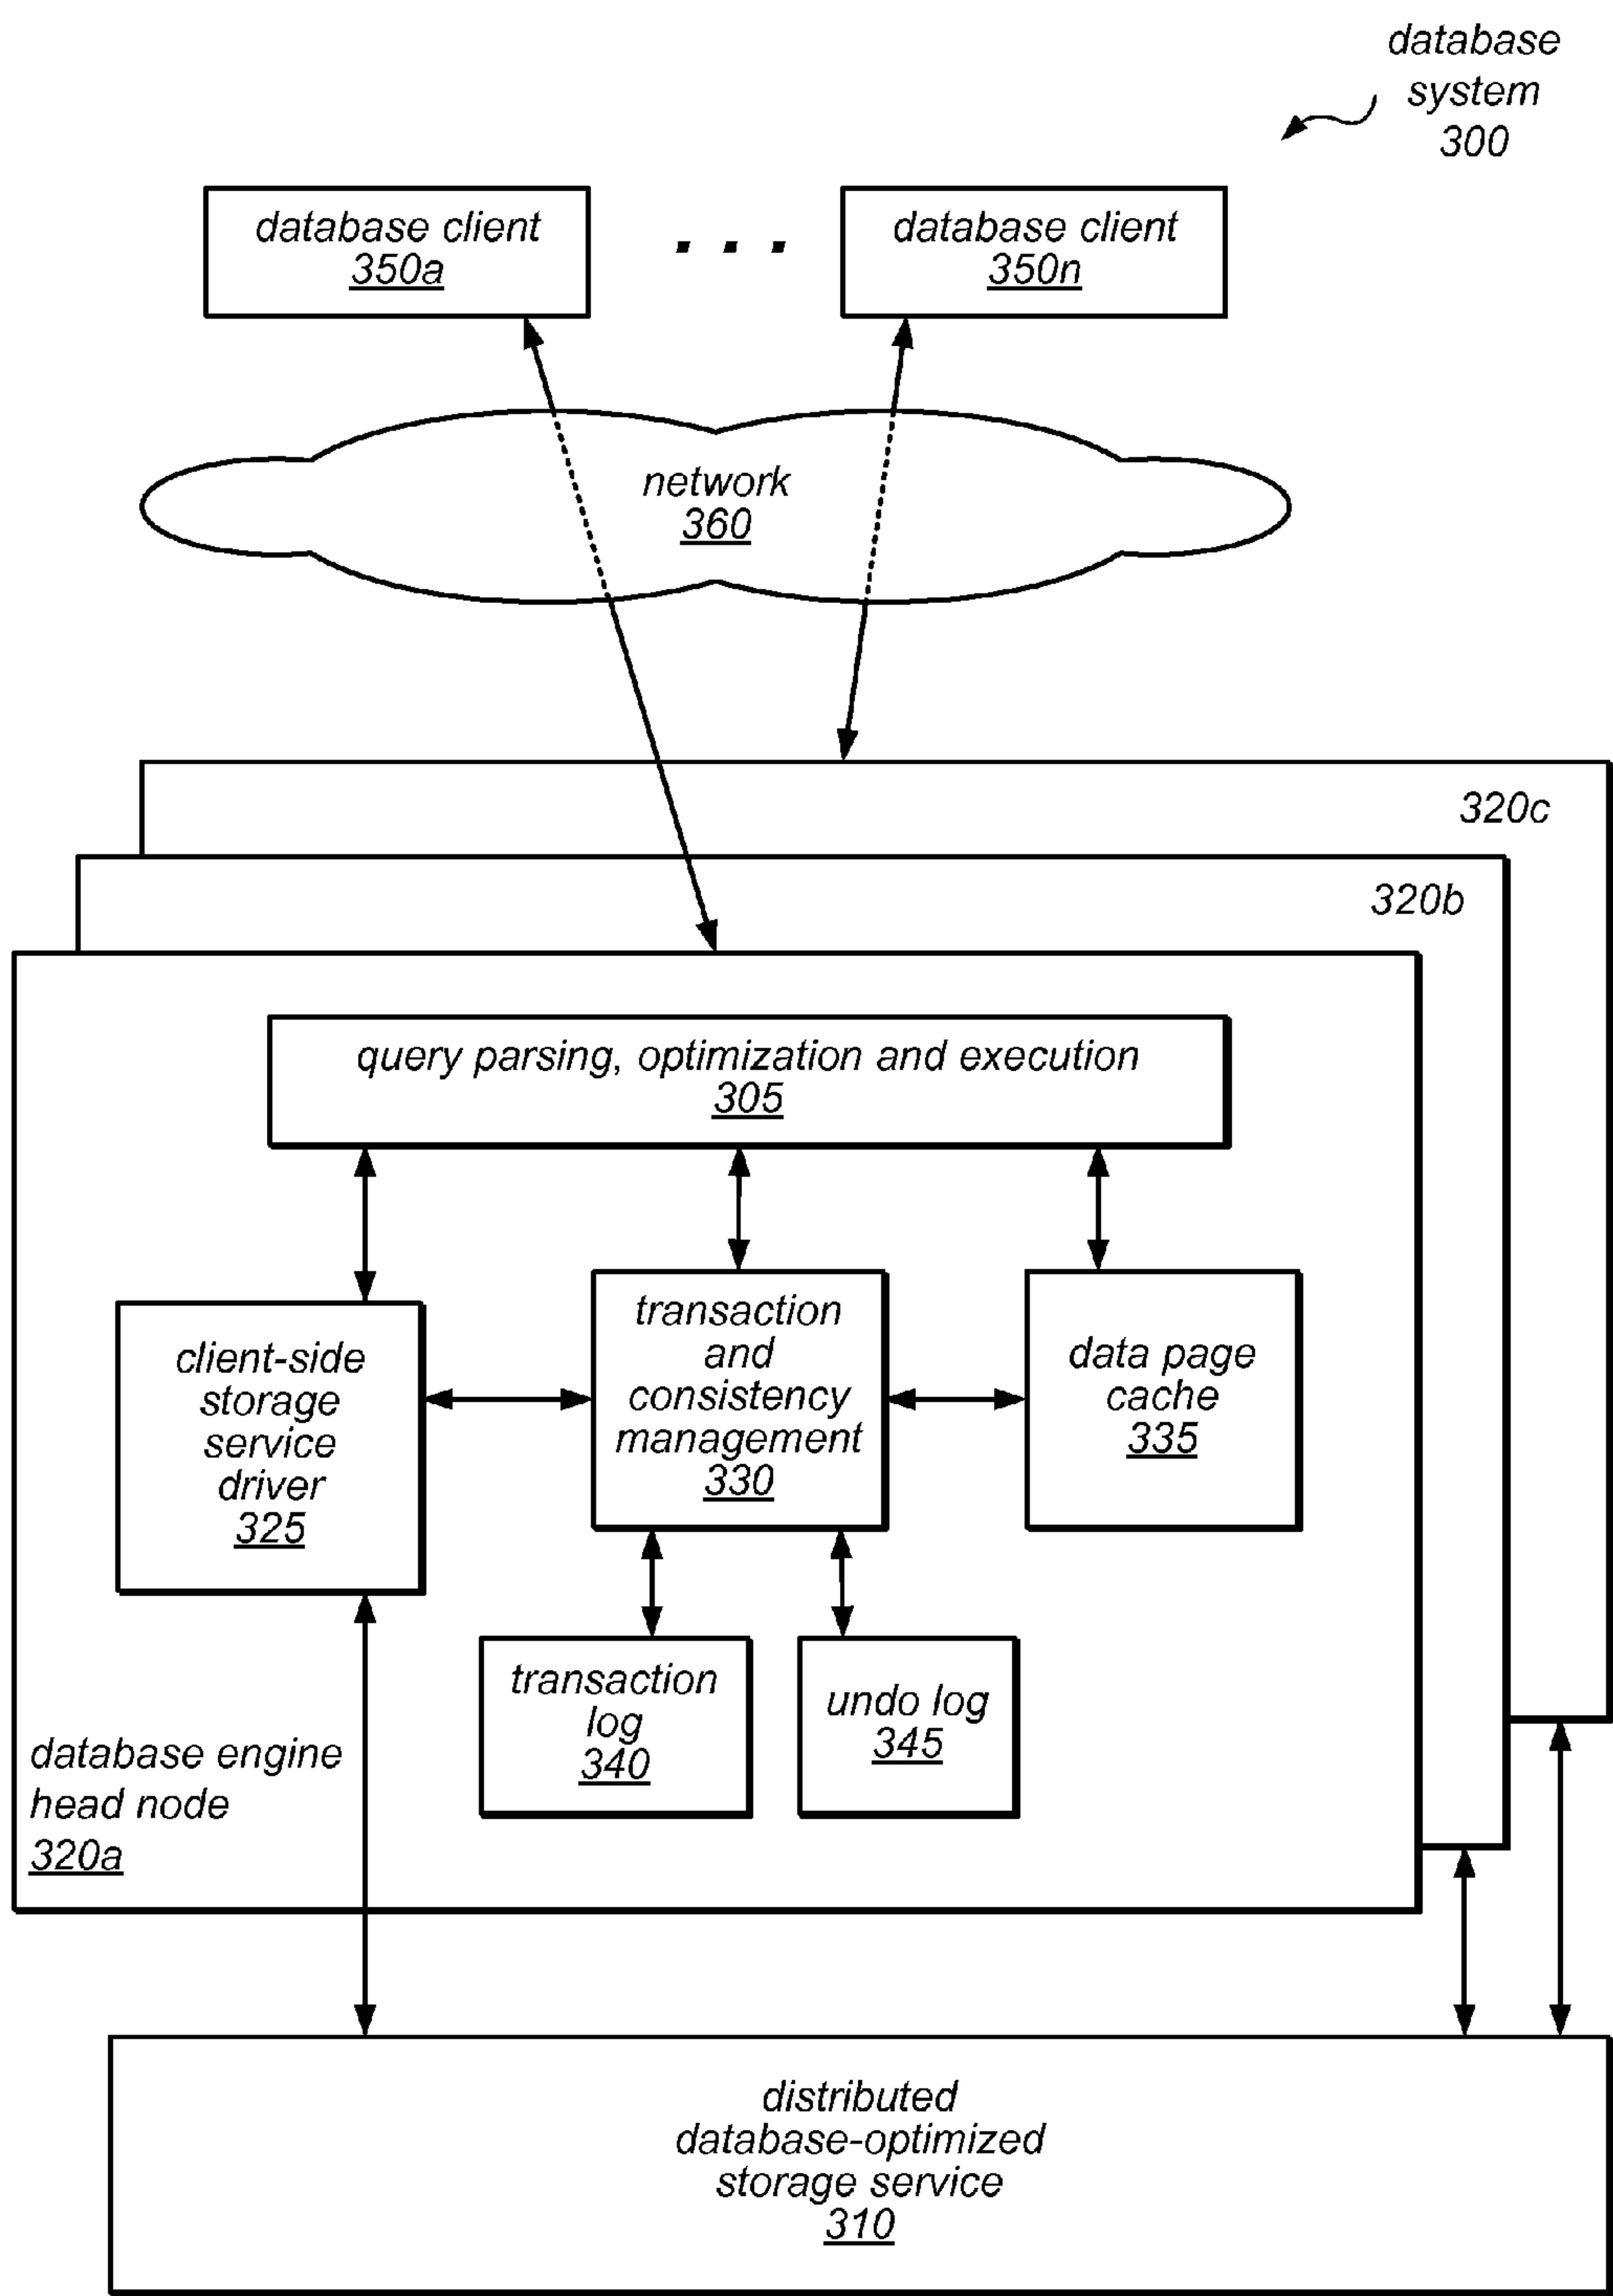 database
system
300
database client
350a
. . .
database client
350n
network
360
320c
320b
query parsing, optimization and execution
305
client-side
storage
service
driver
325
transaction
and
consistency
management
330
data page
cache
335
transaction
log
340
undo log
345
database engine
head node
320a
distributed
database-optimized
storage service
310